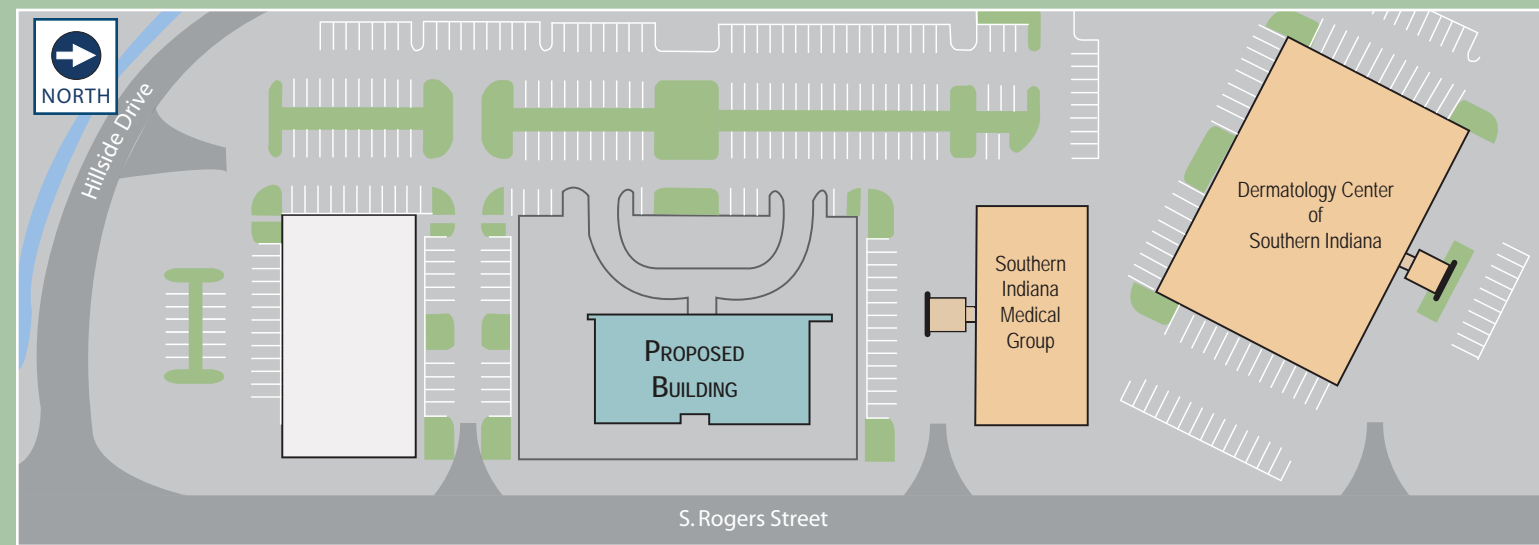 NORTH
Hillside Drive
Dermatology Center
of
Southern Indiana
Southern
Indiana
Medical
Group
PROPOSED
BUILDING
S. Rogers Street